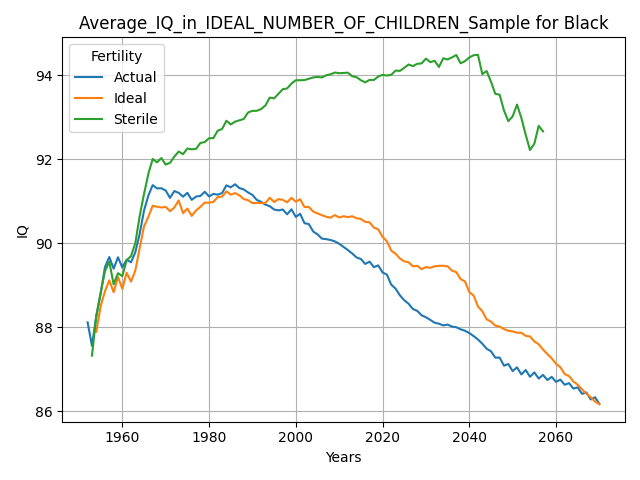 Average_IQ_in_IDEAL_NUMBER_OF_CHILDREN_Sample for Black
Fertility
Actual
Ideal
Sterile
94
92
90
88
86
IQ
1960
1980
2000
2020
2040
2060
Years